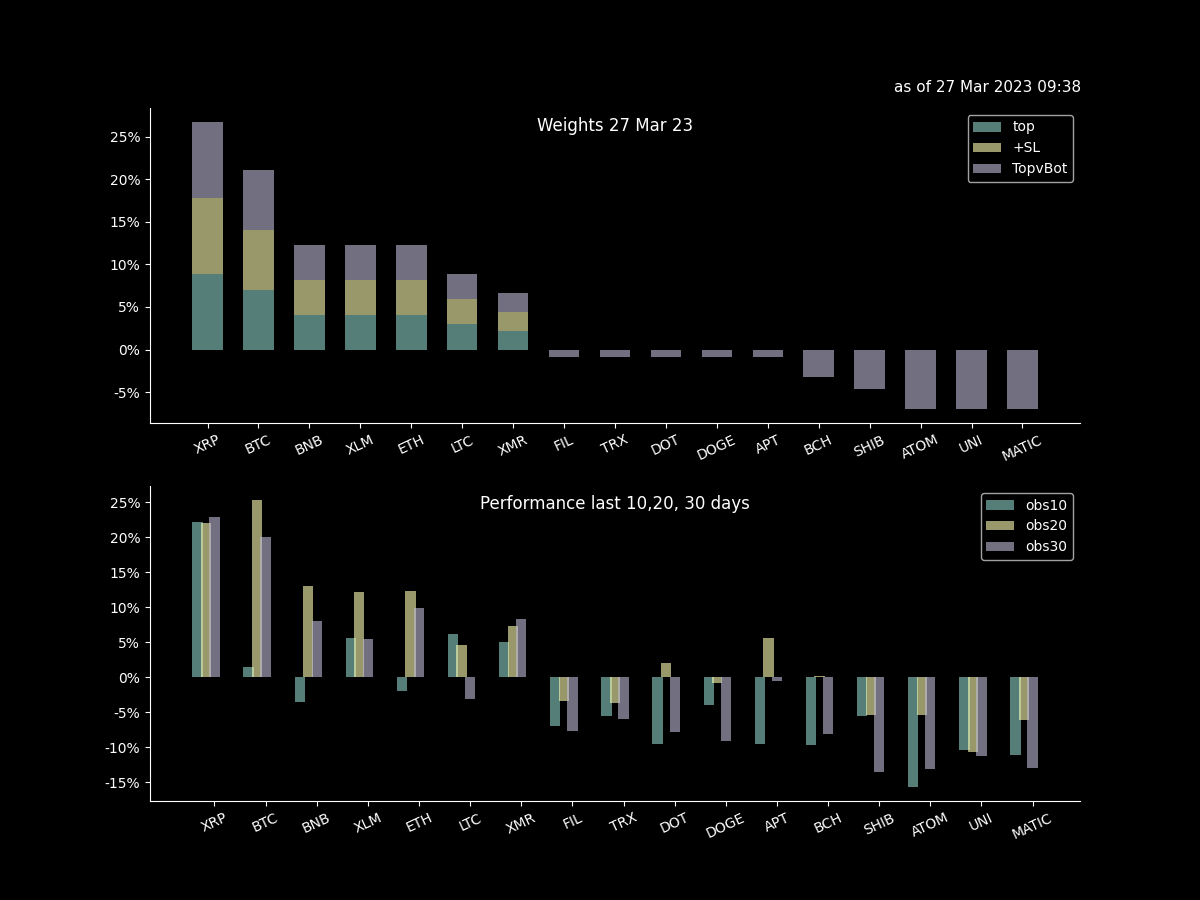 as of 27 Mar 2023 09:38
Weights 27 Mar 23
top
+SL
TopvBot
25%
20%
15%
10%
5%
0%
-5%
XRP BTC BNB XLM ETH LTC XMR FIL TRX DOT DOGE APT BCH SHIB ATOM UNI MATIC
Performance last 10,20, 30 days
obs10
obs20
obs30
25%
20%
15%
10%
5%
0%
-5%
-10%
-15%
XRP BTC BNB XLM ETH LTC XMR FIL TRX DOT DOGE APT BCH SHIB ATOM UNI MATIC